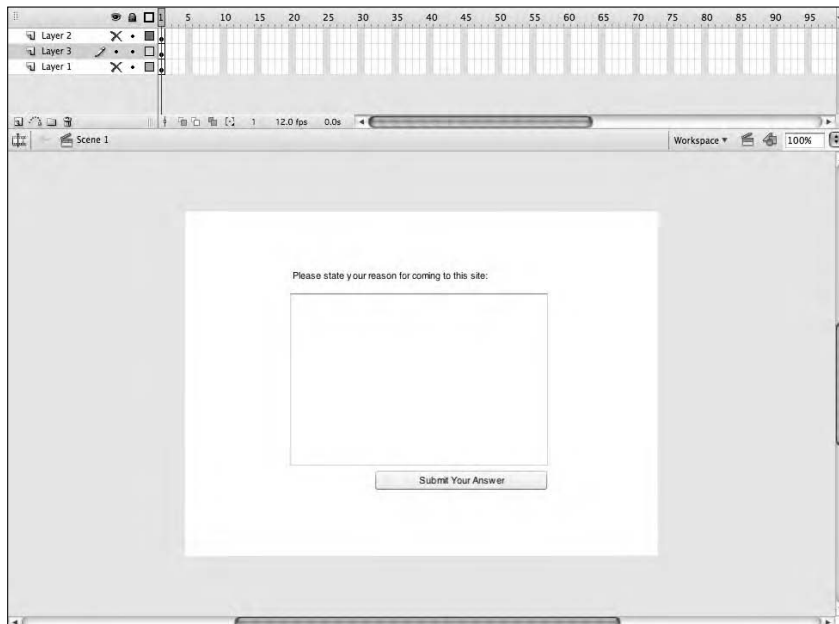 1 5 10 15 20 25 30 35 40 45 50 55 60 65 70 75 80 85 90 95
Layer 2
Layer 3
Layer 1
1 12.0 fps 0.0s
Scene 1 Workspace 100%
Please state your reason for coming to this site:
Submit Your Answer